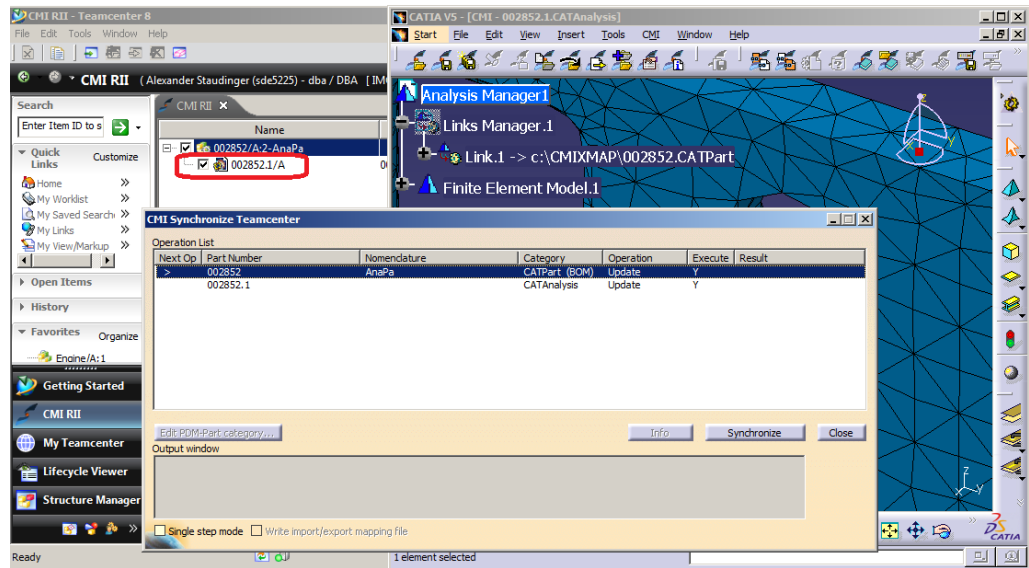 CMI RII - Teamcenter 8
File Edit Tools Window Help
CMI RII ( Alexander Staudinger (sde5225) - dba / DBA [ IM
Search
Enter Item ID to s
Quick Links Customize
Home
My Worklist
My Saved Search
My Links
My View/Markup
Open Items
History
Favorites Organize
Engine/A:1
Getting Started
CMI RII
My Teamcenter
Lifecycle Viewer
Structure Manager
Ready
CMI RII
Name
002852/A:2-AnaPa
002852.1/A
CATIA V5 - [CMI - 002852.1.CATAnalysis]
Start File Edit View Insert Tools CMI Window Help
Analysis Manager1
Links Manager.1
Link.1 -> c:\CMIXMAP\002852.CATPart
Finite Element Model.1
z
x
y
z
CMI Synchronize Teamcenter
Operation List
Next Op Part Number Nomenclature Category Operation Execute Result
> 002852 AnaPa CATPart (BOM) Update Y
002852.1 CATAnalysis Update Y
Edit PDM-Part category... Info Synchronize Close
Output window
Single step mode Write import/export mapping file
CATIA
1 element selected